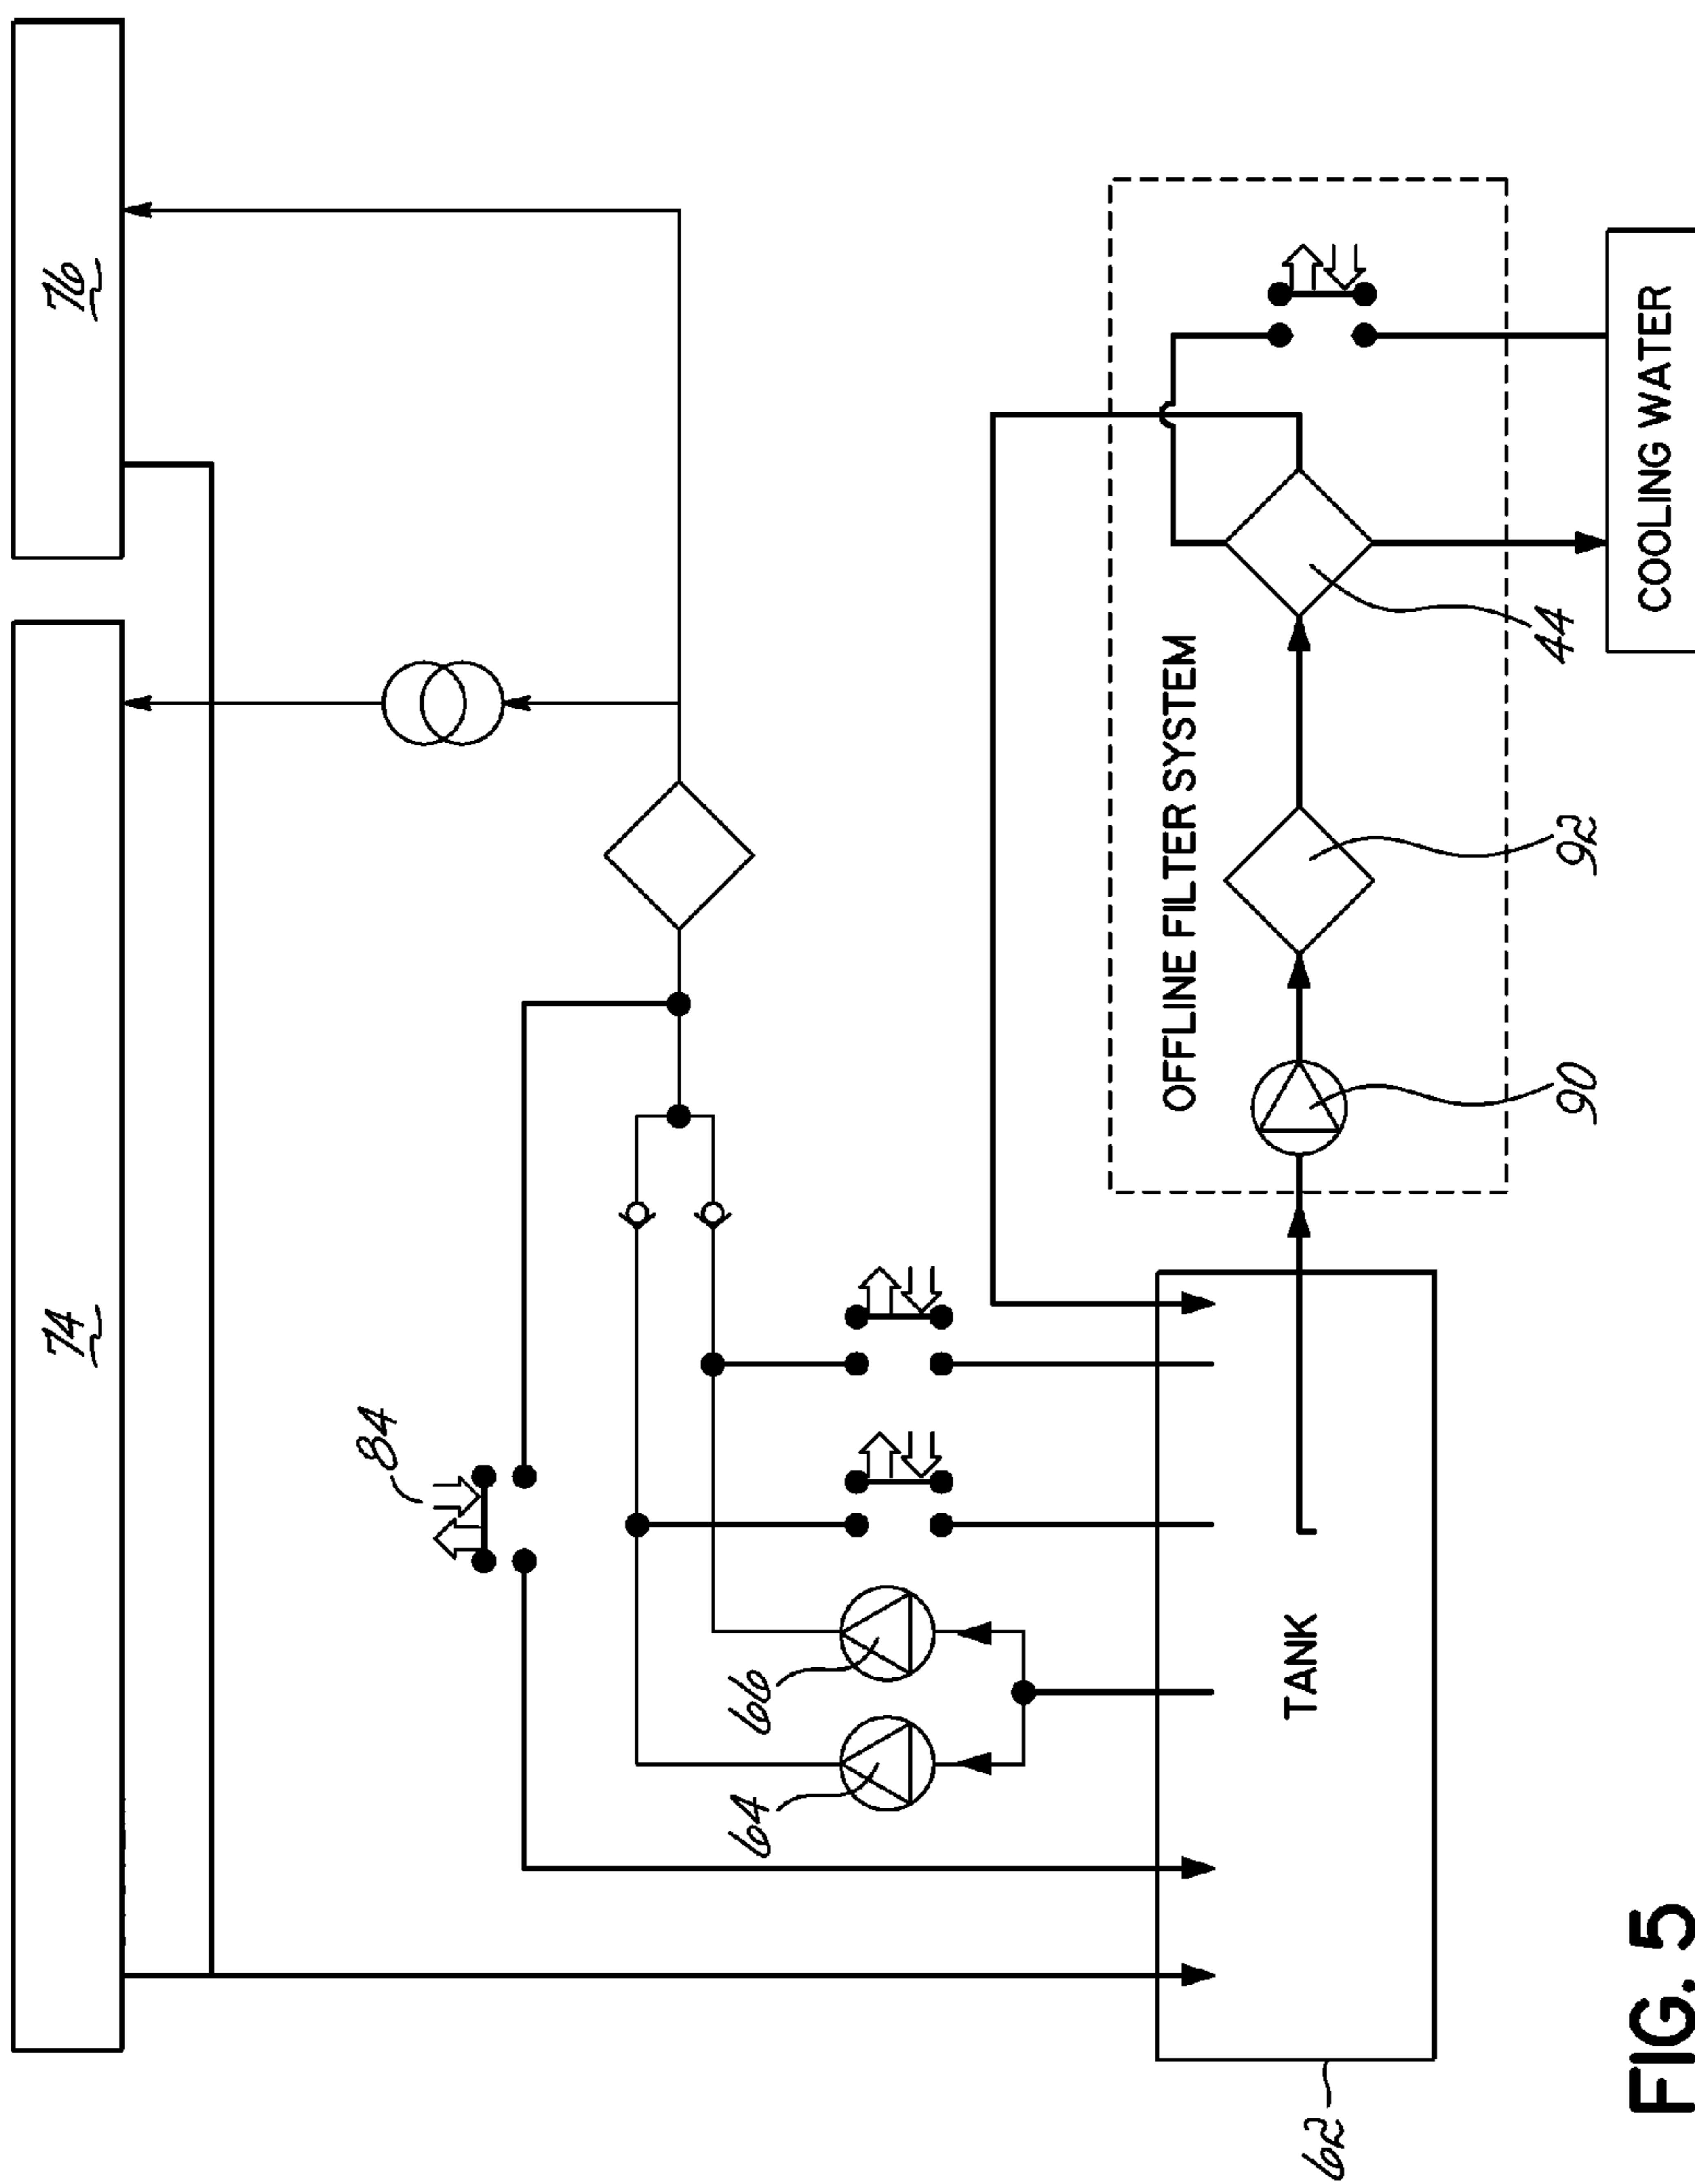 74
76
84
64
66
OFFLINE FILTER SYSTEM
TANK
62
90
92
44
COOLING WATER
FIG. 5